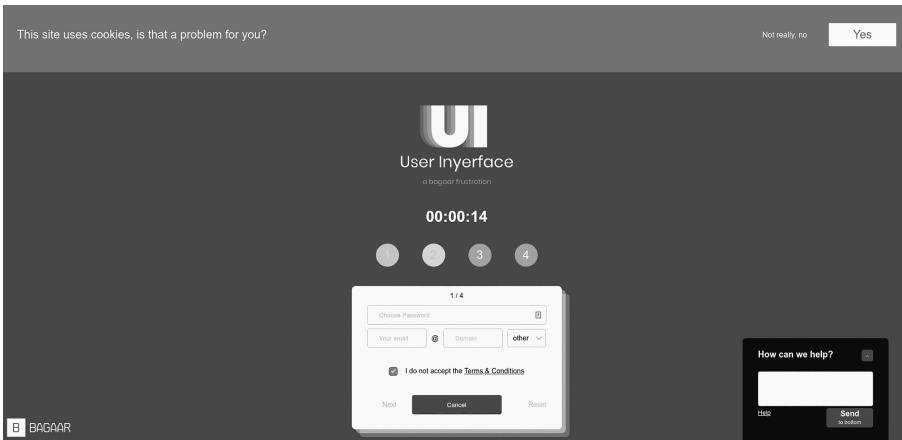 This site uses cookies, is that a problem for you?
Not really, no
Yes
UI
User Inyerface
a bagaar frustration
00:00:14
1 2 3 4
1 / 4
Choose Password
Your email @ Domain other
I do not accept the Terms & Conditions
Next Cancel Reset
How can we help?
Help
Send
to bottom
B BAGAAR